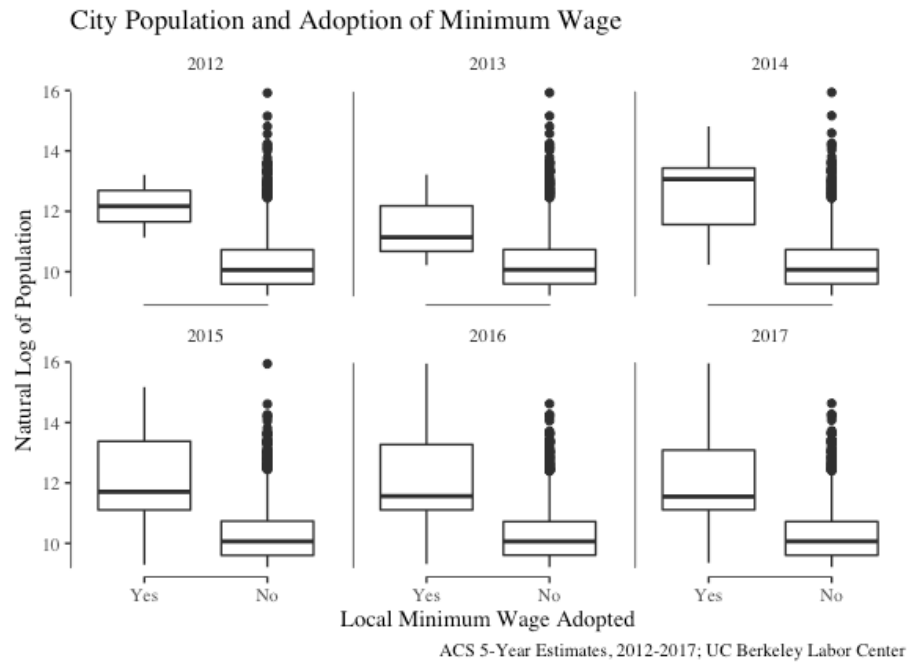 City Population and Adoption of Minimum Wage
2012 2013 2014
16
14
12
10
2015 2016 2017
16
14
12
10
Natural Log of Population
Yes No Yes No Yes No
Local Minimum Wage Adopted
ACS 5-Year Estimates, 2012-2017; UC Berkeley Labor Center